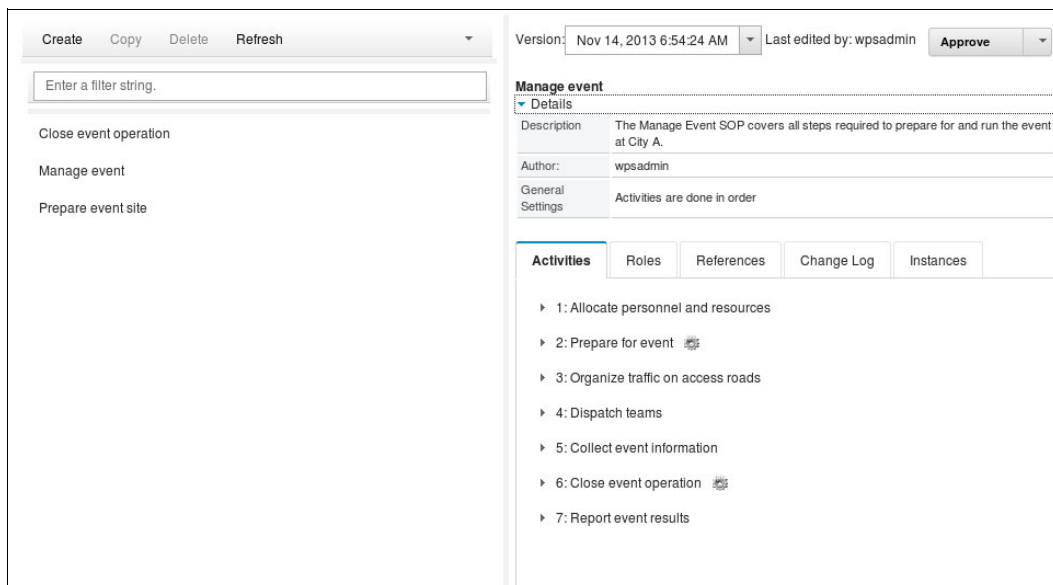 Create Copy Delete Refresh
Enter a filter string.
Close event operation
Manage event
Prepare event site
Version: Nov 14, 2013 6:54:24 AM Last edited by: wpsadmin Approve
Manage event
Details
Description The Manage Event SOP covers all steps required to prepare for and run the event
at City A.
Author: wpsadmin
General
Settings Activities are done in order
Activities Roles References Change Log Instances
1: Allocate personnel and resources
2: Prepare for event
3: Organize traffic on access roads
4: Dispatch teams
5: Collect event information
6: Close event operation
7: Report event results